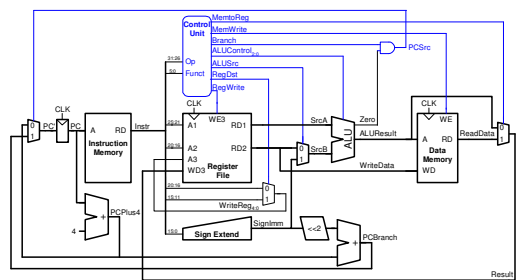 MemtoReg
Control
Unit
MemWrite
Branch
ALUControl2:0
PCSrc
31:26
Op
ALUSrc
5:0
Funct
RegDst
RegWrite
CLK
CLK
CLK
0
1
PC'
PC
A
RD
Instr
Instruction
Memory
25:21
A1
WE3
RD1
SrcA
Zero
WE
20:16
A2
RD2
0
1
SrcB
ALU
ALUResult
A
RD
ReadData
0
1
A3
WD3
Register
File
WriteData
Data
Memory
WD
20:16
0
15:11
1
WriteReg4:0
PCPlus4
+
4
15:0
Sign Extend
SignImm
<<2
+
PCBranch
Result